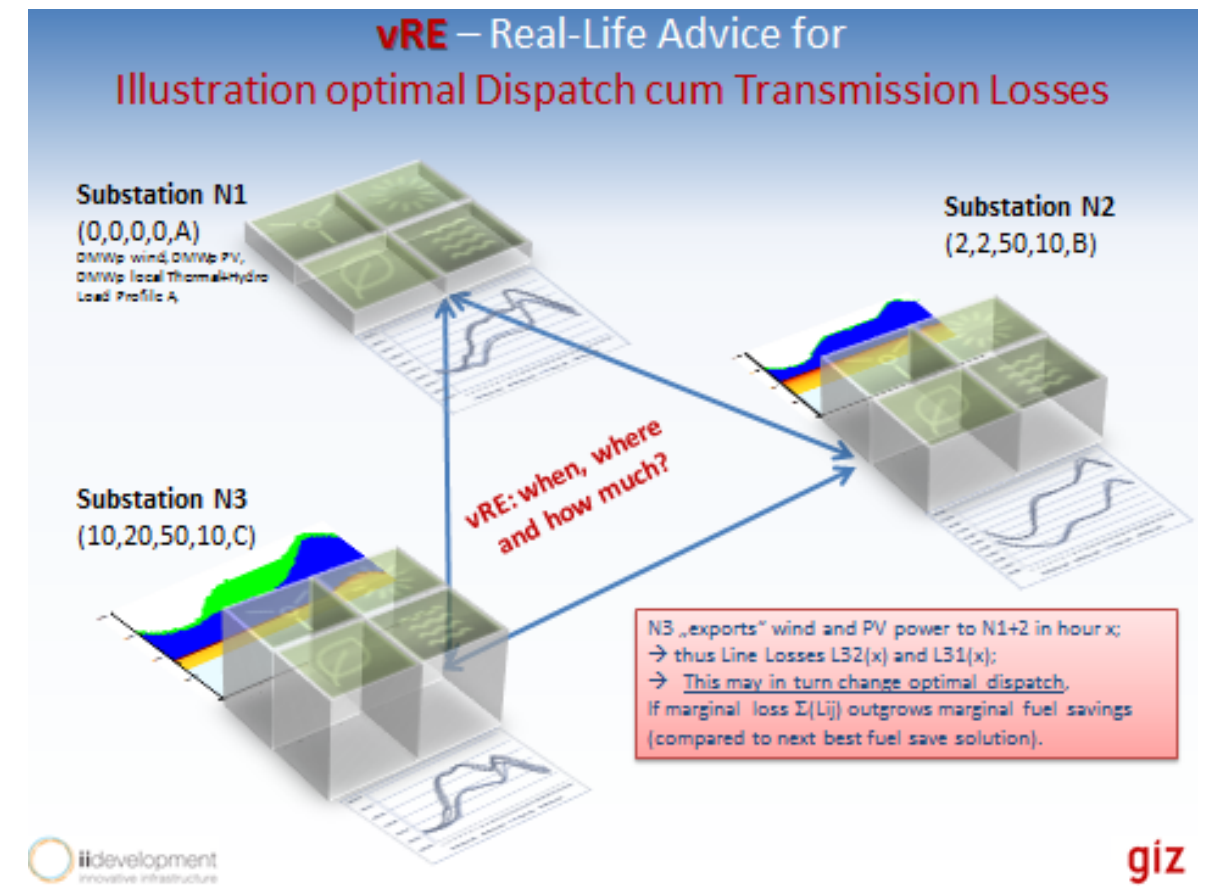 vRE – Real-Life Advice for
Illustration optimal Dispatch cum Transmission Losses
Substation N1
(0,0,0,0,A)
0MWp wind, 0MWp PV,
0MWp local Thermal+Hydro
Load Profile A,
Substation N2
(2,2,50,10,B)
vRE: when, where
and how much?
Substation N3
(10,20,50,10,C)
N3 „exports“ wind and PV power to N1+2 in hour x;
→ thus Line Losses L32(x) and L31(x);
→ This may in turn change optimal dispatch,
If marginal loss Σ(Lij) outgrows marginal fuel savings
(compared to next best fuel save solution).
iidevelopment
innovative infrastructure
giz